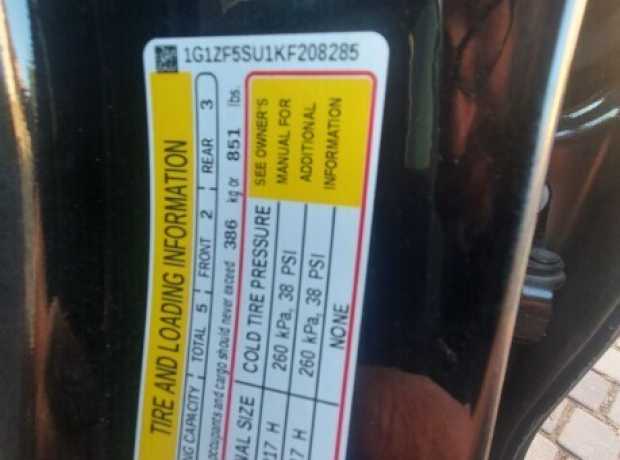 1G1ZF5SU1KF208285
TIRE AND LOADING INFORMATION
CAPACITY TOTAL 5 FRONT 2 REAR 3
occupants and cargo should never exceed 386 kg or 851 lbs.
SIZE COLD TIRE PRESSURE
H 260 kPa, 38 PSI
H 260 kPa, 38 PSI
NONE
SEE OWNER'S
MANUAL FOR
ADDITIONAL
INFORMATION